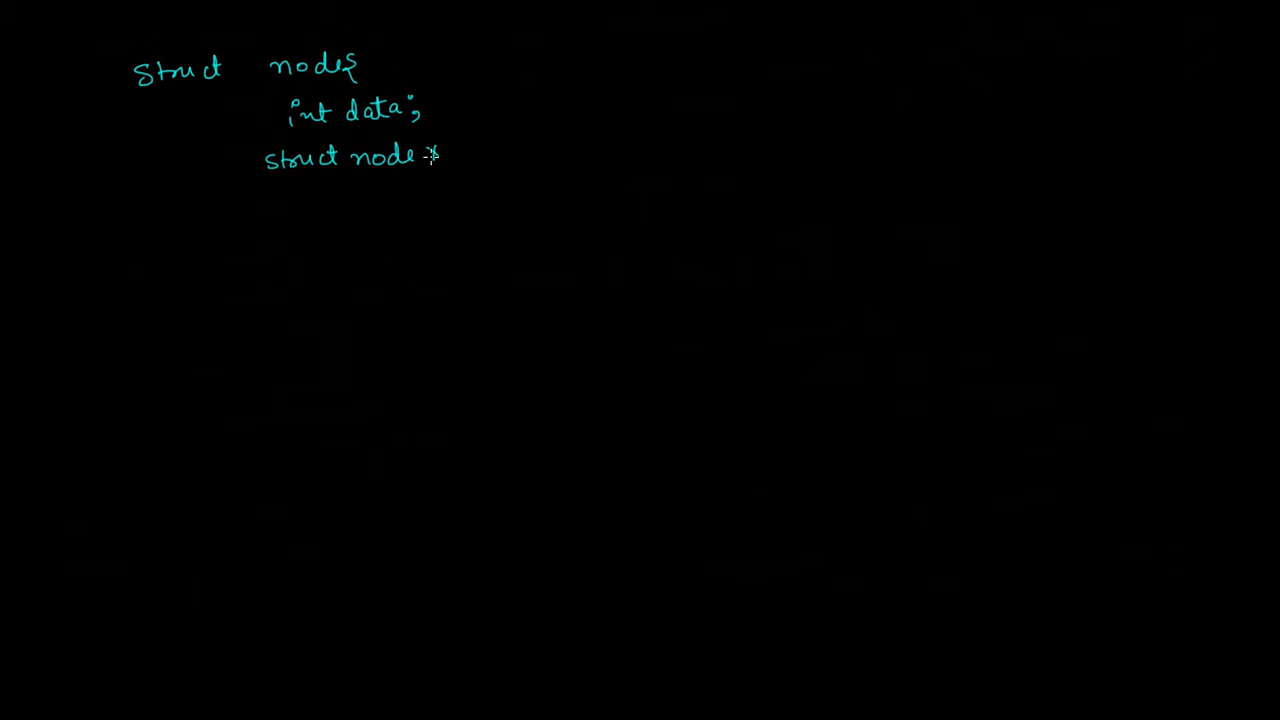 struct node{
int data;
struct node *